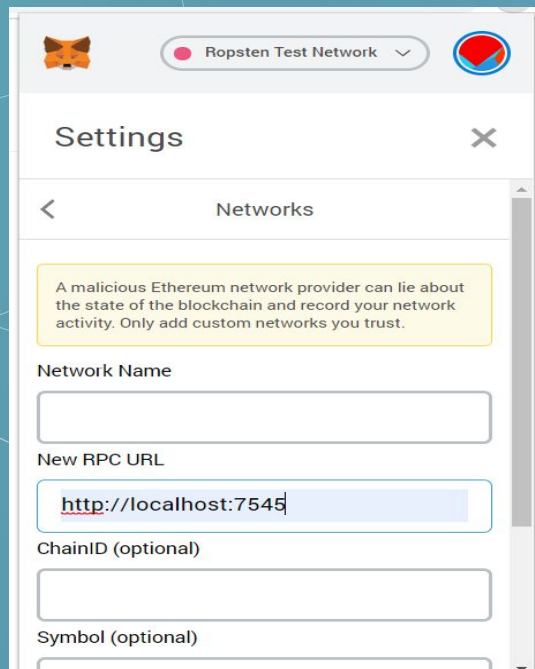 Ropsten Test Network
Settings
Networks
A malicious Ethereum network provider can lie about
the state of the blockchain and record your network
activity. Only add custom networks you trust.
Network Name
New RPC URL
http://localhost:7545
ChainID (optional)
Symbol (optional)